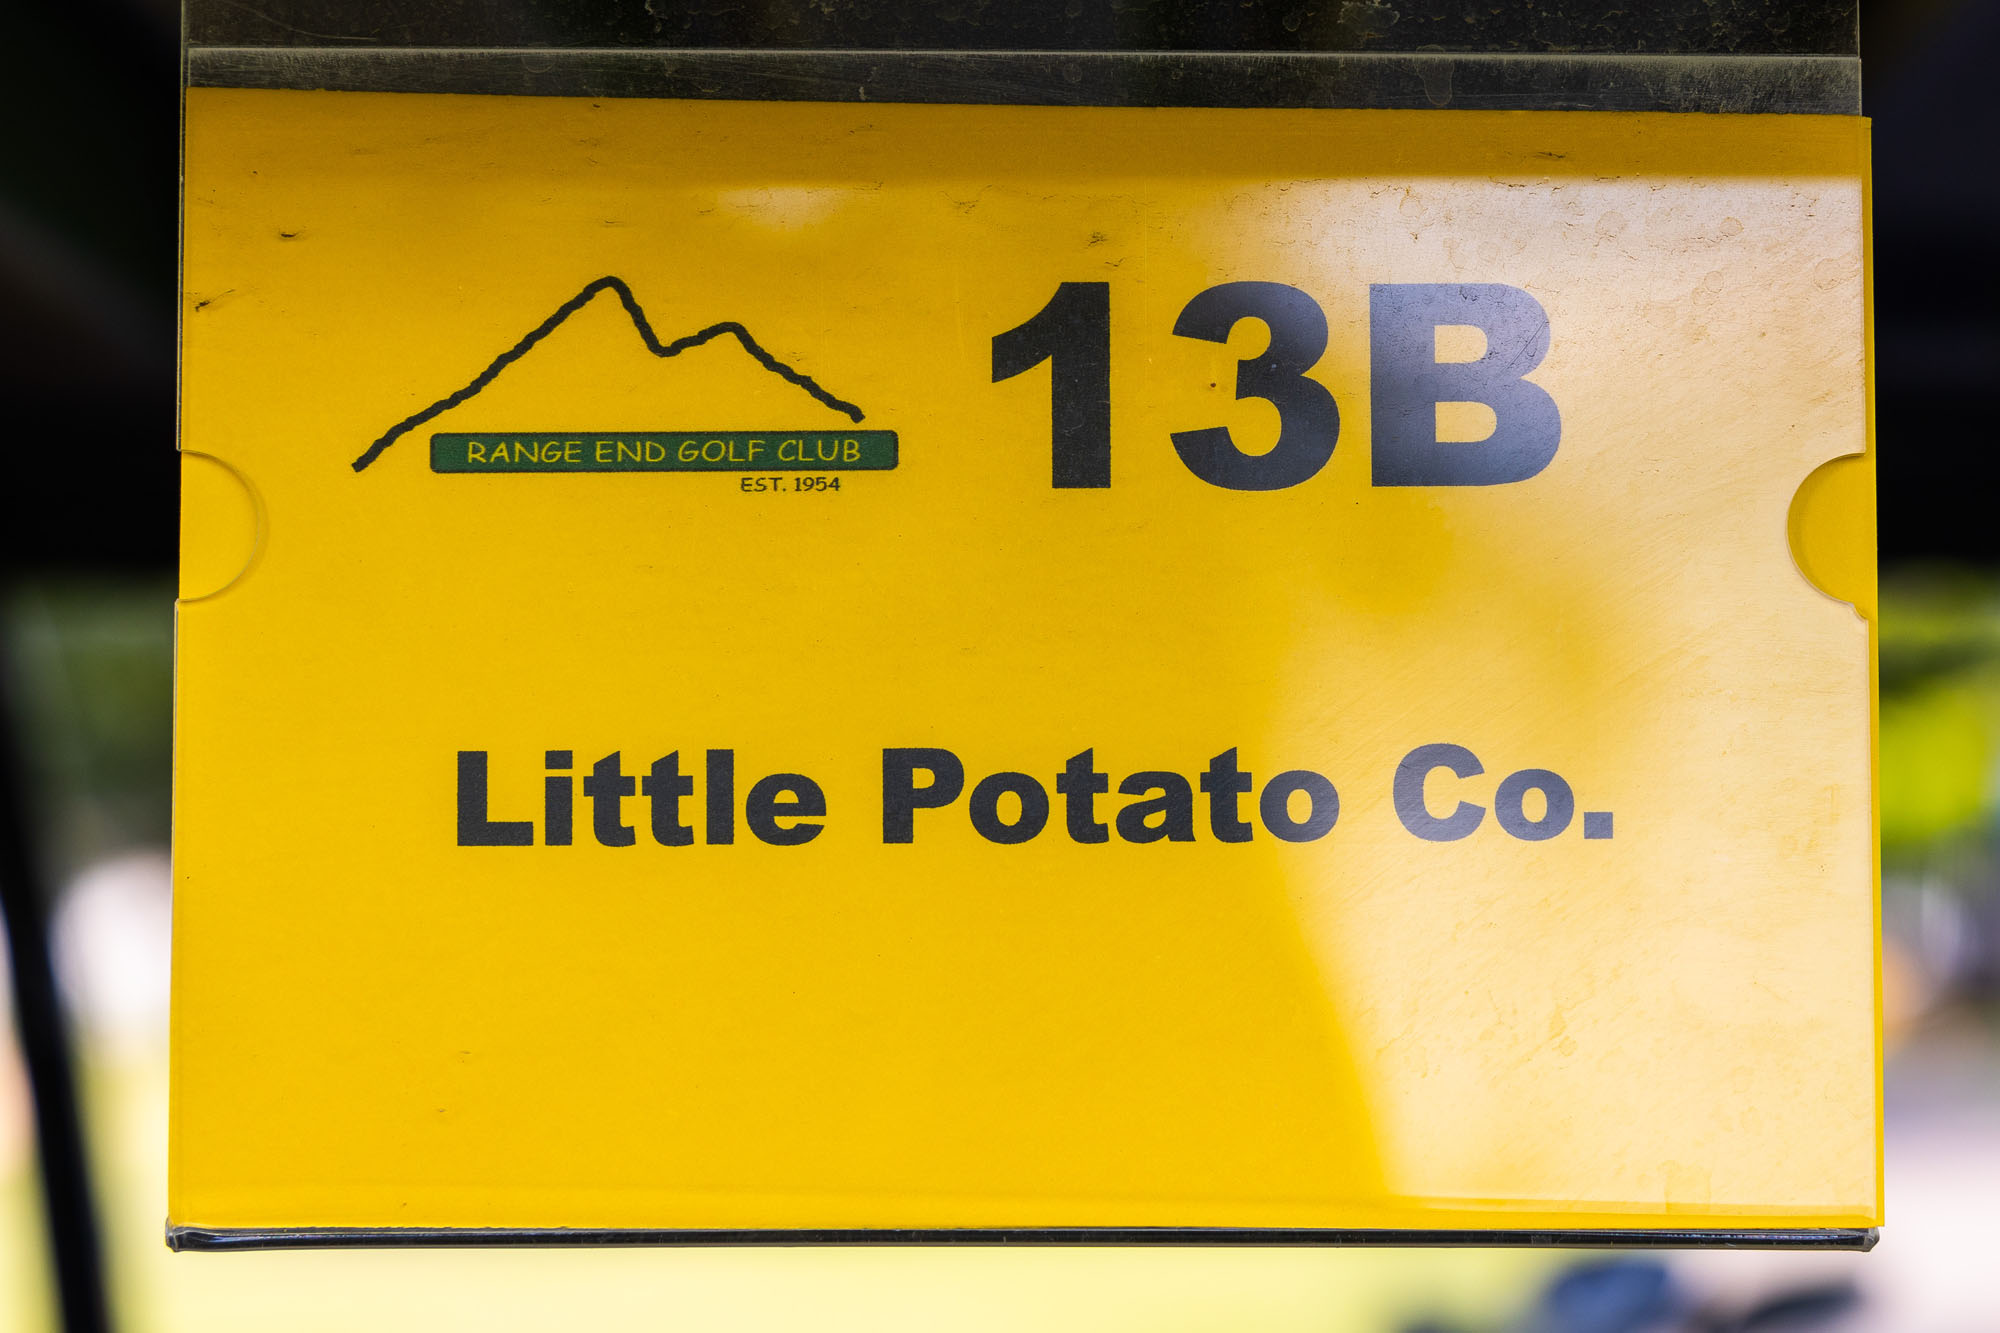 RANGE END GOLF CLUB
EST. 1954
13B
Little Potato Co.